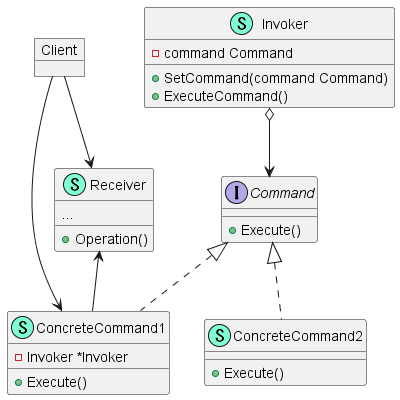 S Invoker
command Command
SetCommand(command Command)
ExecuteCommand()
Client
S Receiver
...
Operation()
I Command
Execute()
S ConcreteCommand1
Invoker *Invoker
Execute()
S ConcreteCommand2
Execute()